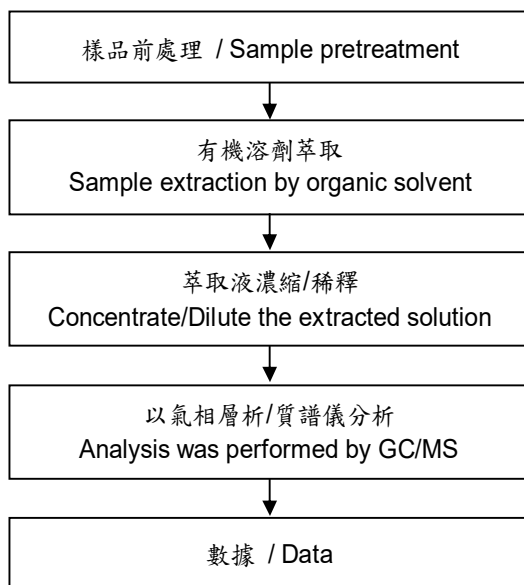 樣品前處理 / Sample pretreatment
有機溶劑萃取
Sample extraction by organic solvent
萃取液濃縮/稀釋
Concentrate/Dilute the extracted solution
以氣相層析/質譜儀分析
Analysis was performed by GC/MS
數據 / Data